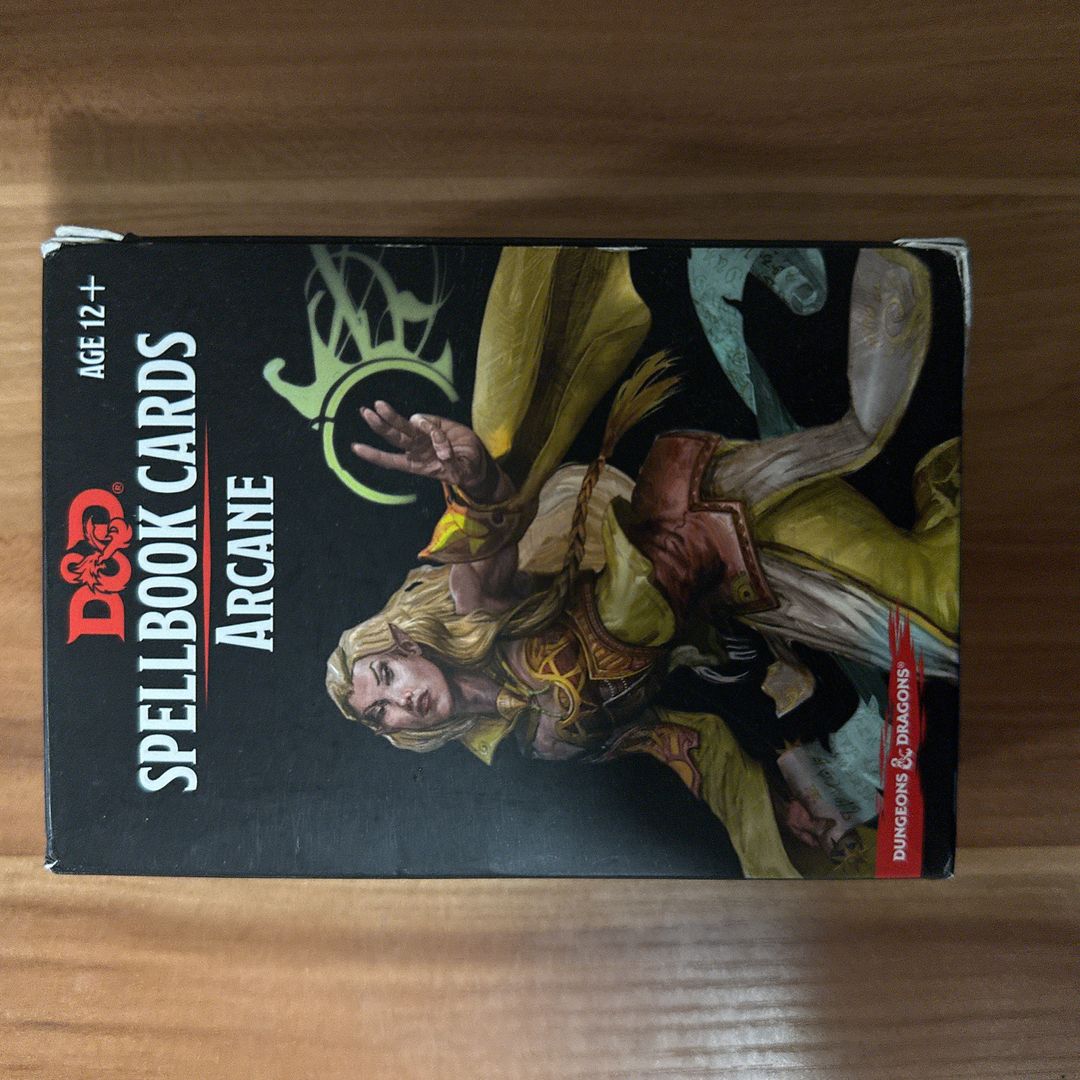 AGE 12+
D&D®
SPELLBOOK CARDS
ARCANE
DUNGEONS & DRAGONS®